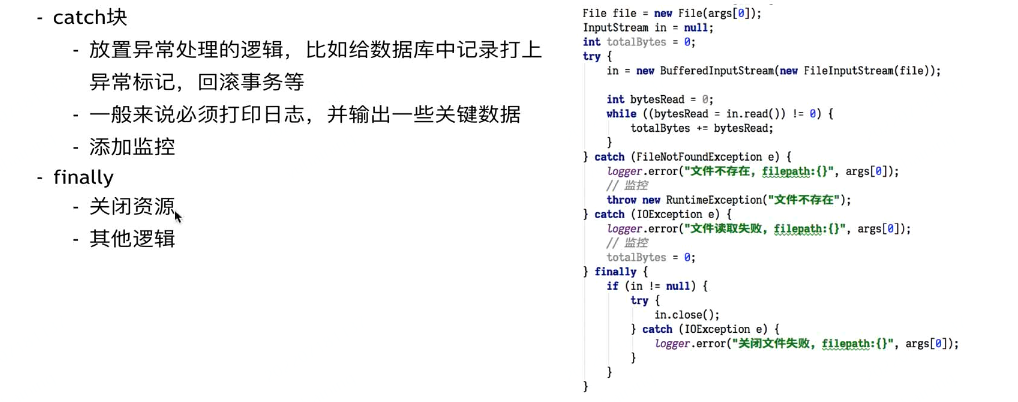 - catch块
- 放置异常处理的逻辑，比如给数据库中记录打上
异常标记，回滚事务等
- 一般来说必须打印日志，并输出一些关键数据
- 添加监控
- finally
- 关闭资源
- 其他逻辑
File file = new File(args[0]);
InputStream in = null;
int totalBytes = 0;
try {
in = new BufferedInputStream(new FileInputStream(file));
int bytesRead = 0;
while ((bytesRead = in.read()) != 0) {
totalBytes += bytesRead;
}
} catch (FileNotFoundException e) {
logger.error("文件不存在, filepath:{}", args[0]);
// 监控
throw new RuntimeException("文件不存在");
} catch (IOException e) {
logger.error("文件读取失败, filepath:{}", args[0]);
// 监控
totalBytes = 0;
} finally {
if (in != null) {
try {
in.close();
} catch (IOException e) {
logger.error("关闭文件失败, filepath:{}", args[0]);
}
}
}